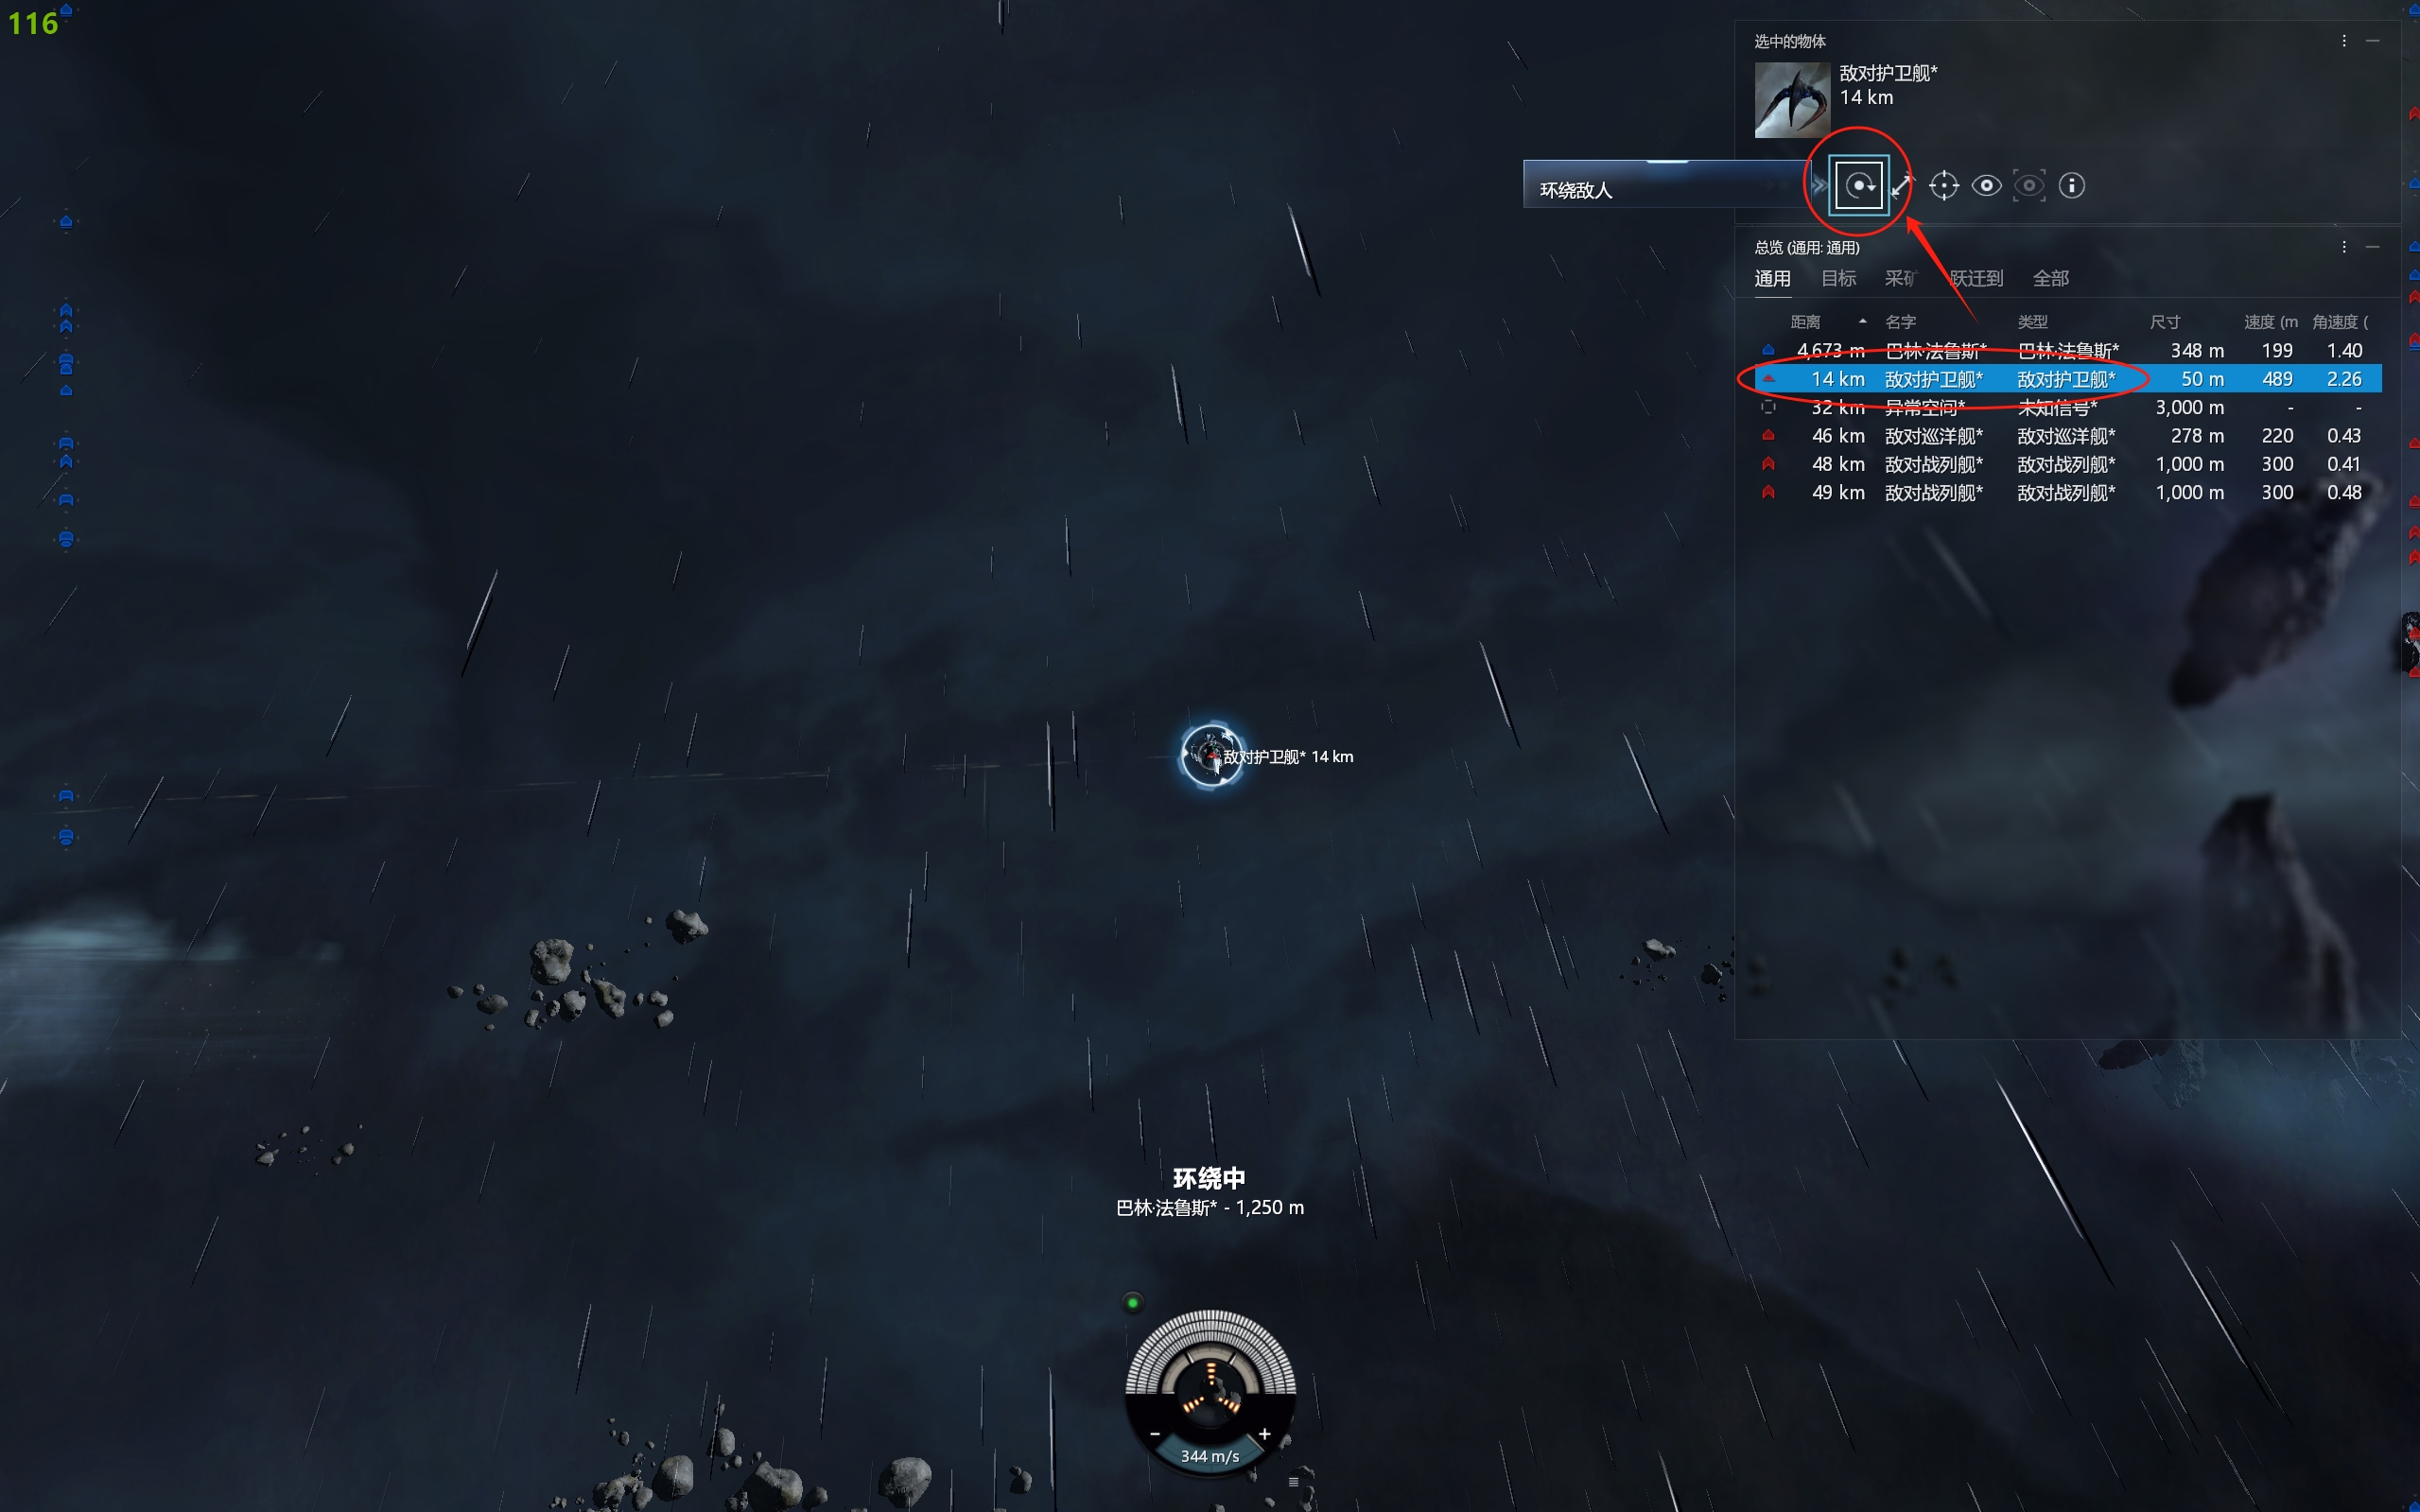 116
选中的物体
敌对护卫舰*
14 km
环绕敌人
总览 (通用: 通用)
通用 目标 采矿 跃迁到 全部
距离 名字 类型 尺寸 速度 (m 角速度 (
4,673 m 巴林·法鲁斯* 巴林·法鲁斯* 348 m 199 1.40
14 km 敌对护卫舰* 敌对护卫舰* 50 m 489 2.26
32 km 异常空间* 未知信号* 3,000 m - -
46 km 敌对巡洋舰* 敌对巡洋舰* 278 m 220 0.43
48 km 敌对战列舰* 敌对战列舰* 1,000 m 300 0.41
49 km 敌对战列舰* 敌对战列舰* 1,000 m 300 0.48
敌对护卫舰* 14 km
环绕中
巴林·法鲁斯* - 1,250 m
344 m/s